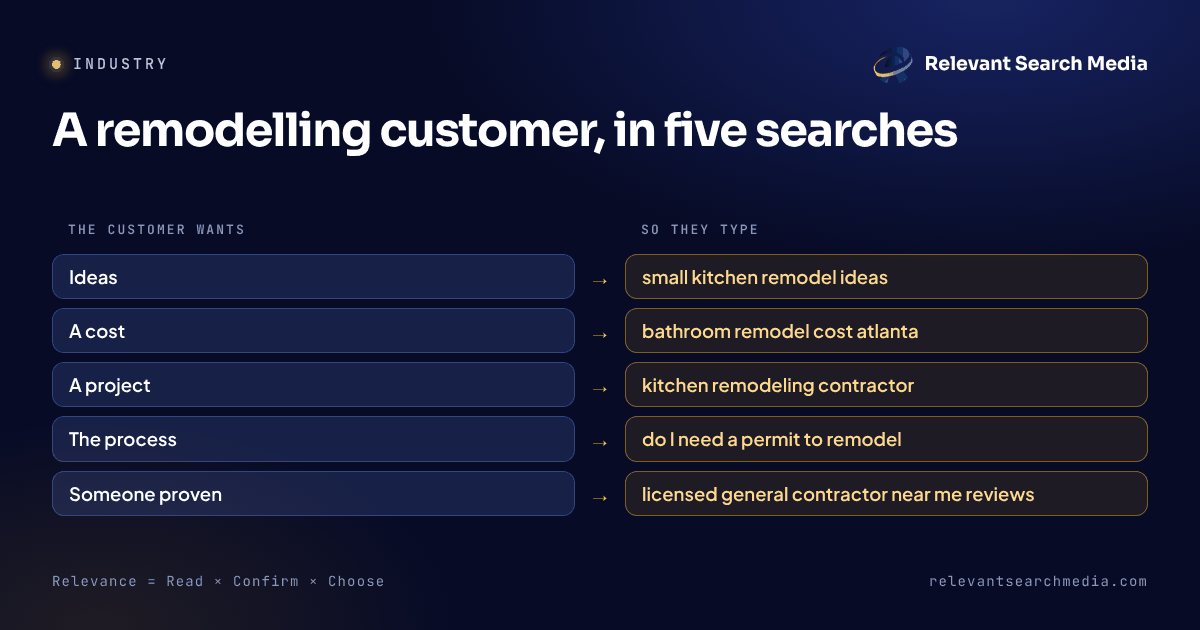 INDUSTRY
Relevant Search Media
A remodelling customer, in five searches
THE CUSTOMER WANTS
SO THEY TYPE
Ideas → small kitchen remodel ideas
A cost → bathroom remodel cost atlanta
A project → kitchen remodeling contractor
The process → do I need a permit to remodel
Someone proven → licensed general contractor near me reviews
Relevance = Read × Confirm × Choose
relevantsearchmedia.com